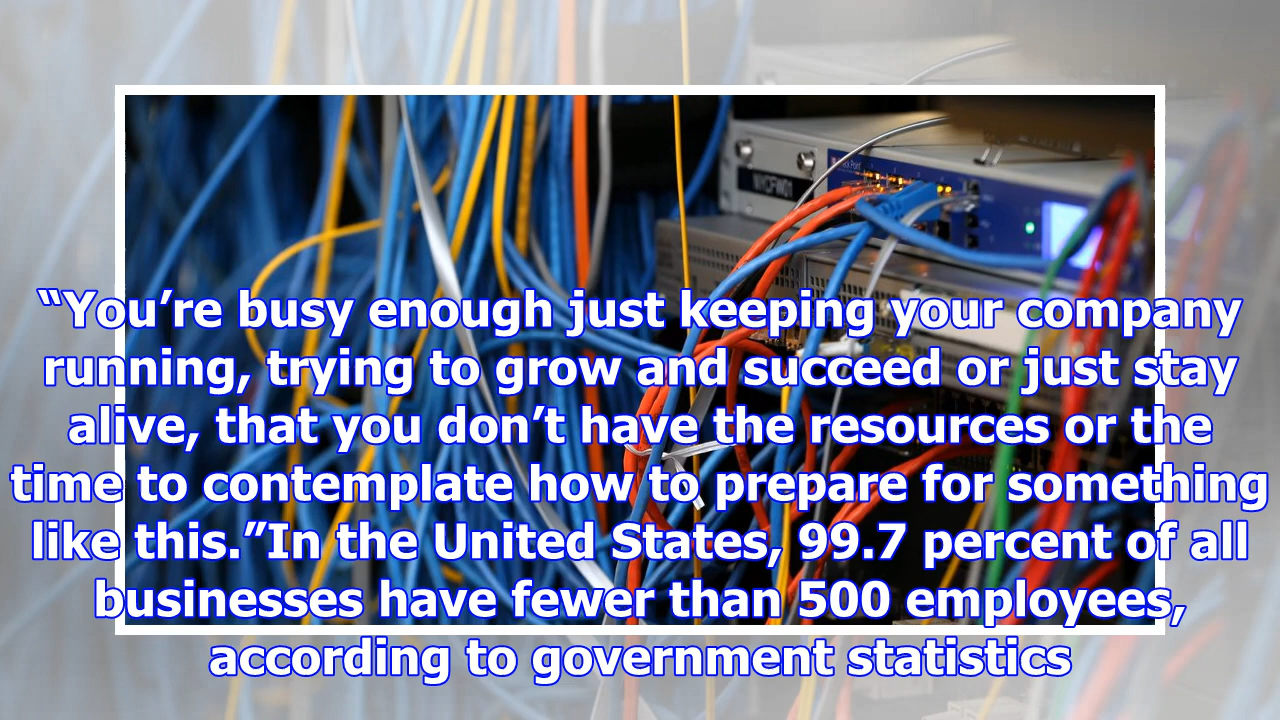 “You’re busy enough just keeping your company
running, trying to grow and succeed or just stay
alive, that you don’t have the resources or the
time to contemplate how to prepare for something
like this.”In the United States, 99.7 percent of all
businesses have fewer than 500 employees,
according to government statistics
NYCFW01